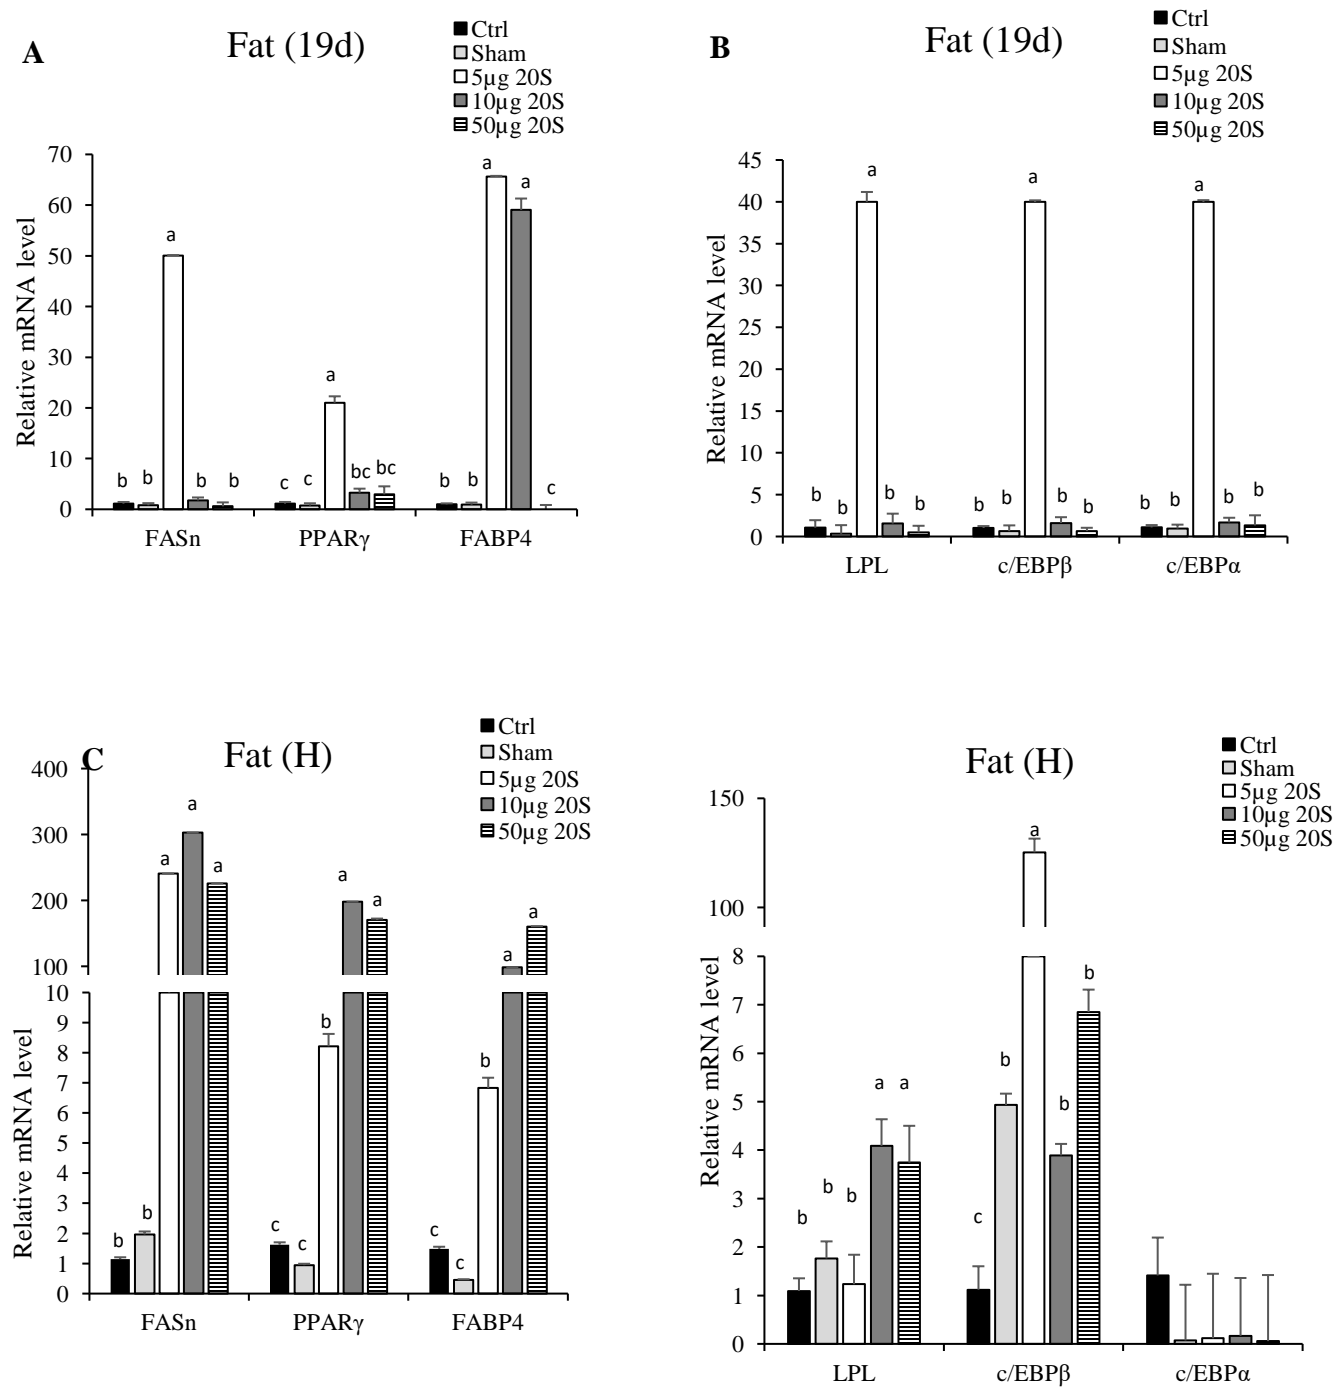 A
Fat (19d)
Ctrl
Sham
5µg 20S
10µg 20S
50µg 20S
Relative mRNA level
70
60
50
40
30
20
10
0
a
a
a
a
b
b
b
b
c
c
bc
bc
b
b
c
FASn
PPARγ
FABP4
B
Fat (19d)
Ctrl
Sham
5µg 20S
10µg 20S
50µg 20S
Relative mRNA level
45
40
35
30
25
20
15
10
5
0
a
a
a
b
b
b
b
b
b
b
b
b
b
b
b
LPL
c/EBPβ
c/EBPα
C
Fat (H)
Ctrl
Sham
5µg 20S
10µg 20S
50µg 20S
Relative mRNA level
400
300
200
100
10
9
8
7
6
5
4
3
2
1
0
b
b
a
a
a
c
c
b
a
a
c
c
b
a
a
FASn
PPARγ
FABP4
Fat (H)
Ctrl
Sham
5µg 20S
10µg 20S
50µg 20S
Relative mRNA level
150
100
8
7
6
5
4
3
2
1
0
b
b
b
a
a
c
b
a
b
b
LPL
c/EBPβ
c/EBPα